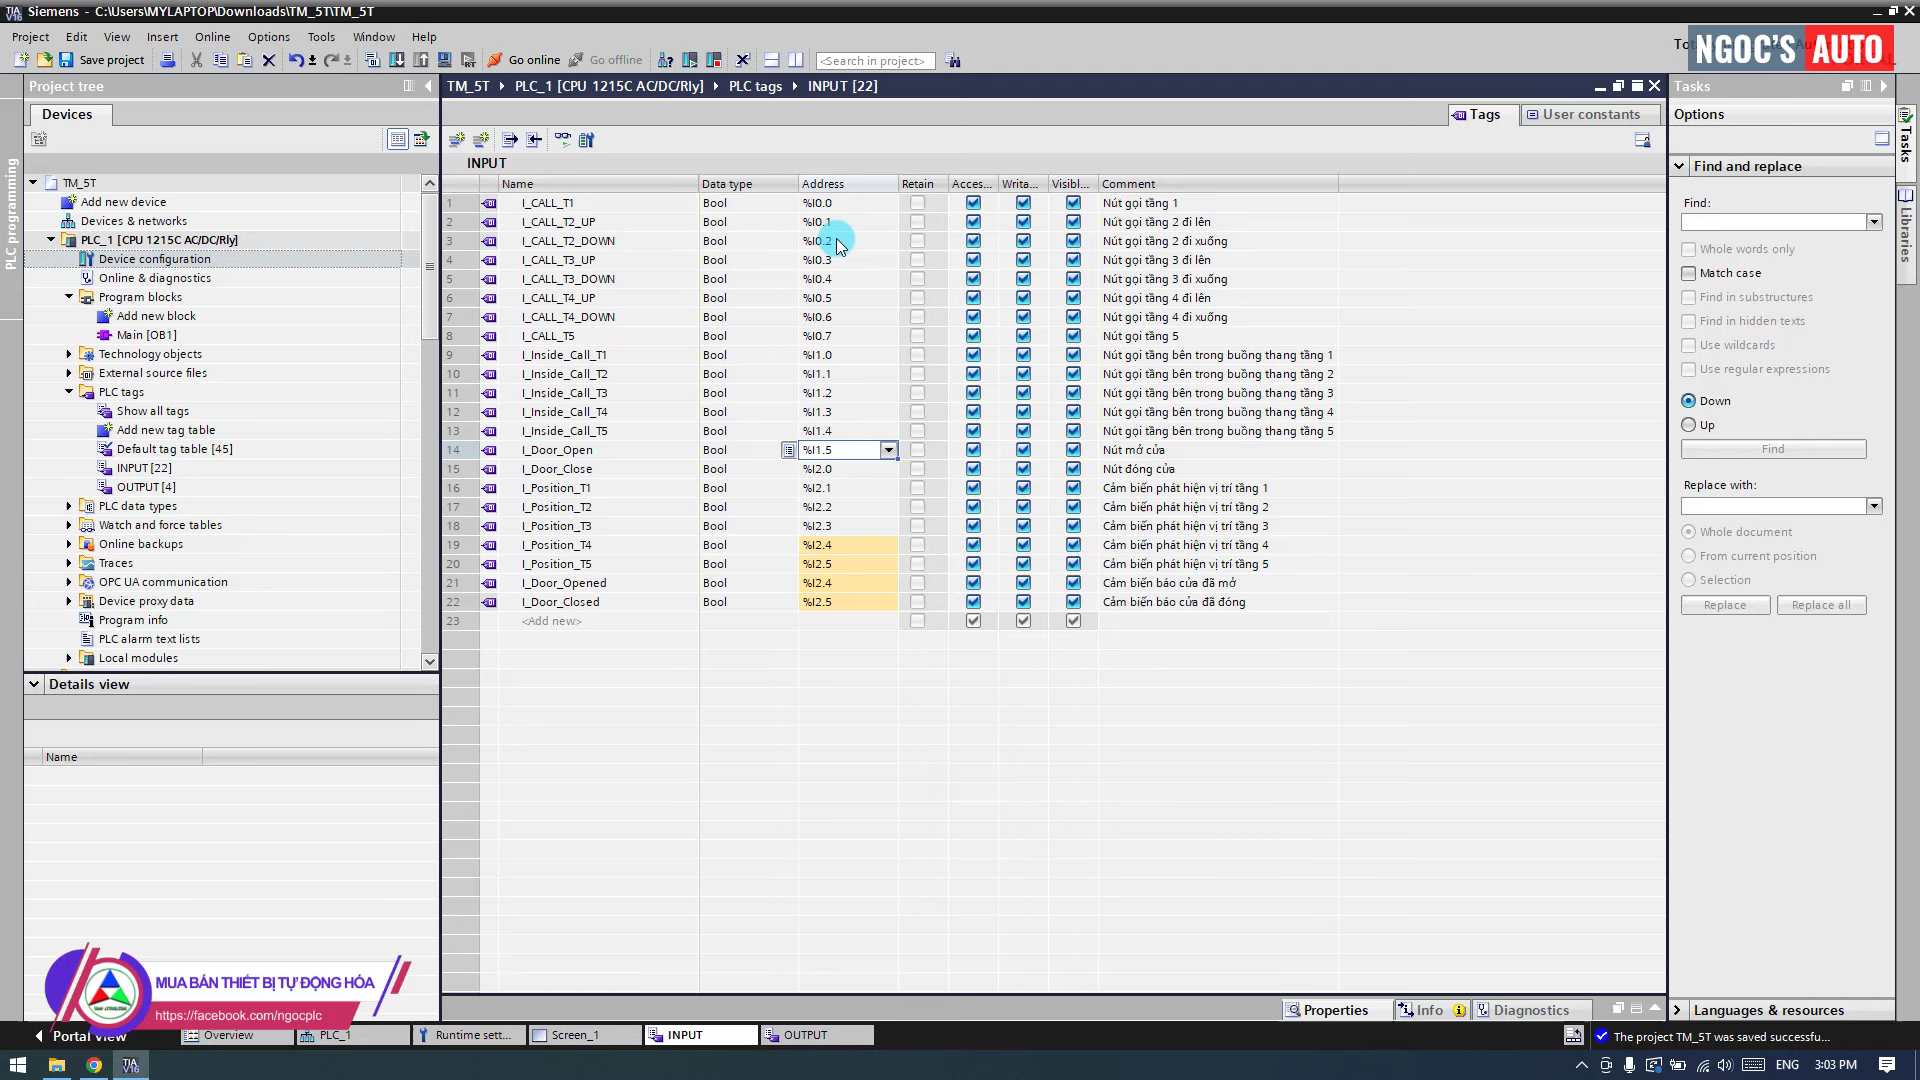 Siemens - C:\Users\MYLAPTOP\Downloads\TM_5T\TM_5T
Project Edit View Insert Online Options Tools Window Help
NGOC'S AUTO
Save project
Go online
Go offline
<Search in project>
Project tree
TM_5T PLC_1 [CPU 1215C AC/DC/Rly] PLC tags INPUT [22]
Tasks
Devices
Tags
User constants
Options
INPUT
Find and replace
PLC programming
Tasks
Libraries
TM_5T
Add new device
Devices & networks
PLC_1 [CPU 1215C AC/DC/Rly]
Device configuration
Online & diagnostics
Program blocks
Add new block
Main [OB1]
Technology objects
External source files
PLC tags
Show all tags
Add new tag table
Default tag table [45]
INPUT [22]
OUTPUT [4]
PLC data types
Watch and force tables
Online backups
Traces
OPC UA communication
Device proxy data
Program info
PLC alarm text lists
Local modules
Details view
Name
Name Data type Address Retain Acces... Writa... Visibl... Comment
1 I_CALL_T1 Bool %I0.0 Nút gọi tầng 1
2 I_CALL_T2_UP Bool %I0.1 Nút gọi tầng 2 đi lên
3 I_CALL_T2_DOWN Bool %I0.2 Nút gọi tầng 2 đi xuống
4 I_CALL_T3_UP Bool %I0.3 Nút gọi tầng 3 đi lên
5 I_CALL_T3_DOWN Bool %I0.4 Nút gọi tầng 3 đi xuống
6 I_CALL_T4_UP Bool %I0.5 Nút gọi tầng 4 đi lên
7 I_CALL_T4_DOWN Bool %I0.6 Nút gọi tầng 4 đi xuống
8 I_CALL_T5 Bool %I0.7 Nút gọi tầng 5
9 I_Inside_Call_T1 Bool %I1.0 Nút gọi tầng bên trong buồng thang tầng 1
10 I_Inside_Call_T2 Bool %I1.1 Nút gọi tầng bên trong buồng thang tầng 2
11 I_Inside_Call_T3 Bool %I1.2 Nút gọi tầng bên trong buồng thang tầng 3
12 I_Inside_Call_T4 Bool %I1.3 Nút gọi tầng bên trong buồng thang tầng 4
13 I_Inside_Call_T5 Bool %I1.4 Nút gọi tầng bên trong buồng thang tầng 5
14 I_Door_Open Bool %I1.5 Nút mở cửa
15 I_Door_Close Bool %I2.0 Nút đóng cửa
16 I_Position_T1 Bool %I2.1 Cảm biến phát hiện vị trí tầng 1
17 I_Position_T2 Bool %I2.2 Cảm biến phát hiện vị trí tầng 2
18 I_Position_T3 Bool %I2.3 Cảm biến phát hiện vị trí tầng 3
19 I_Position_T4 Bool %I2.4 Cảm biến phát hiện vị trí tầng 4
20 I_Position_T5 Bool %I2.5 Cảm biến phát hiện vị trí tầng 5
21 I_Door_Opened Bool %I2.4 Cảm biến báo cửa đã mở
22 I_Door_Closed Bool %I2.5 Cảm biến báo cửa đã đóng
23 <Add new>
Find:
Whole words only
Match case
Find in substructures
Find in hidden texts
Use wildcards
Use regular expressions
Down
Up
Find
Replace with:
Whole document
From current position
Selection
Replace Replace all
MUA BÁN THIẾT BỊ TỰ ĐỘNG HÓA
https://facebook.com/ngocplc
Properties Info Diagnostics
Languages & resources
Portal view Overview PLC_1 Runtime sett... Screen_1 INPUT OUTPUT
The project TM_5T was saved successfu...
TIA V16
ENG 3:03 PM